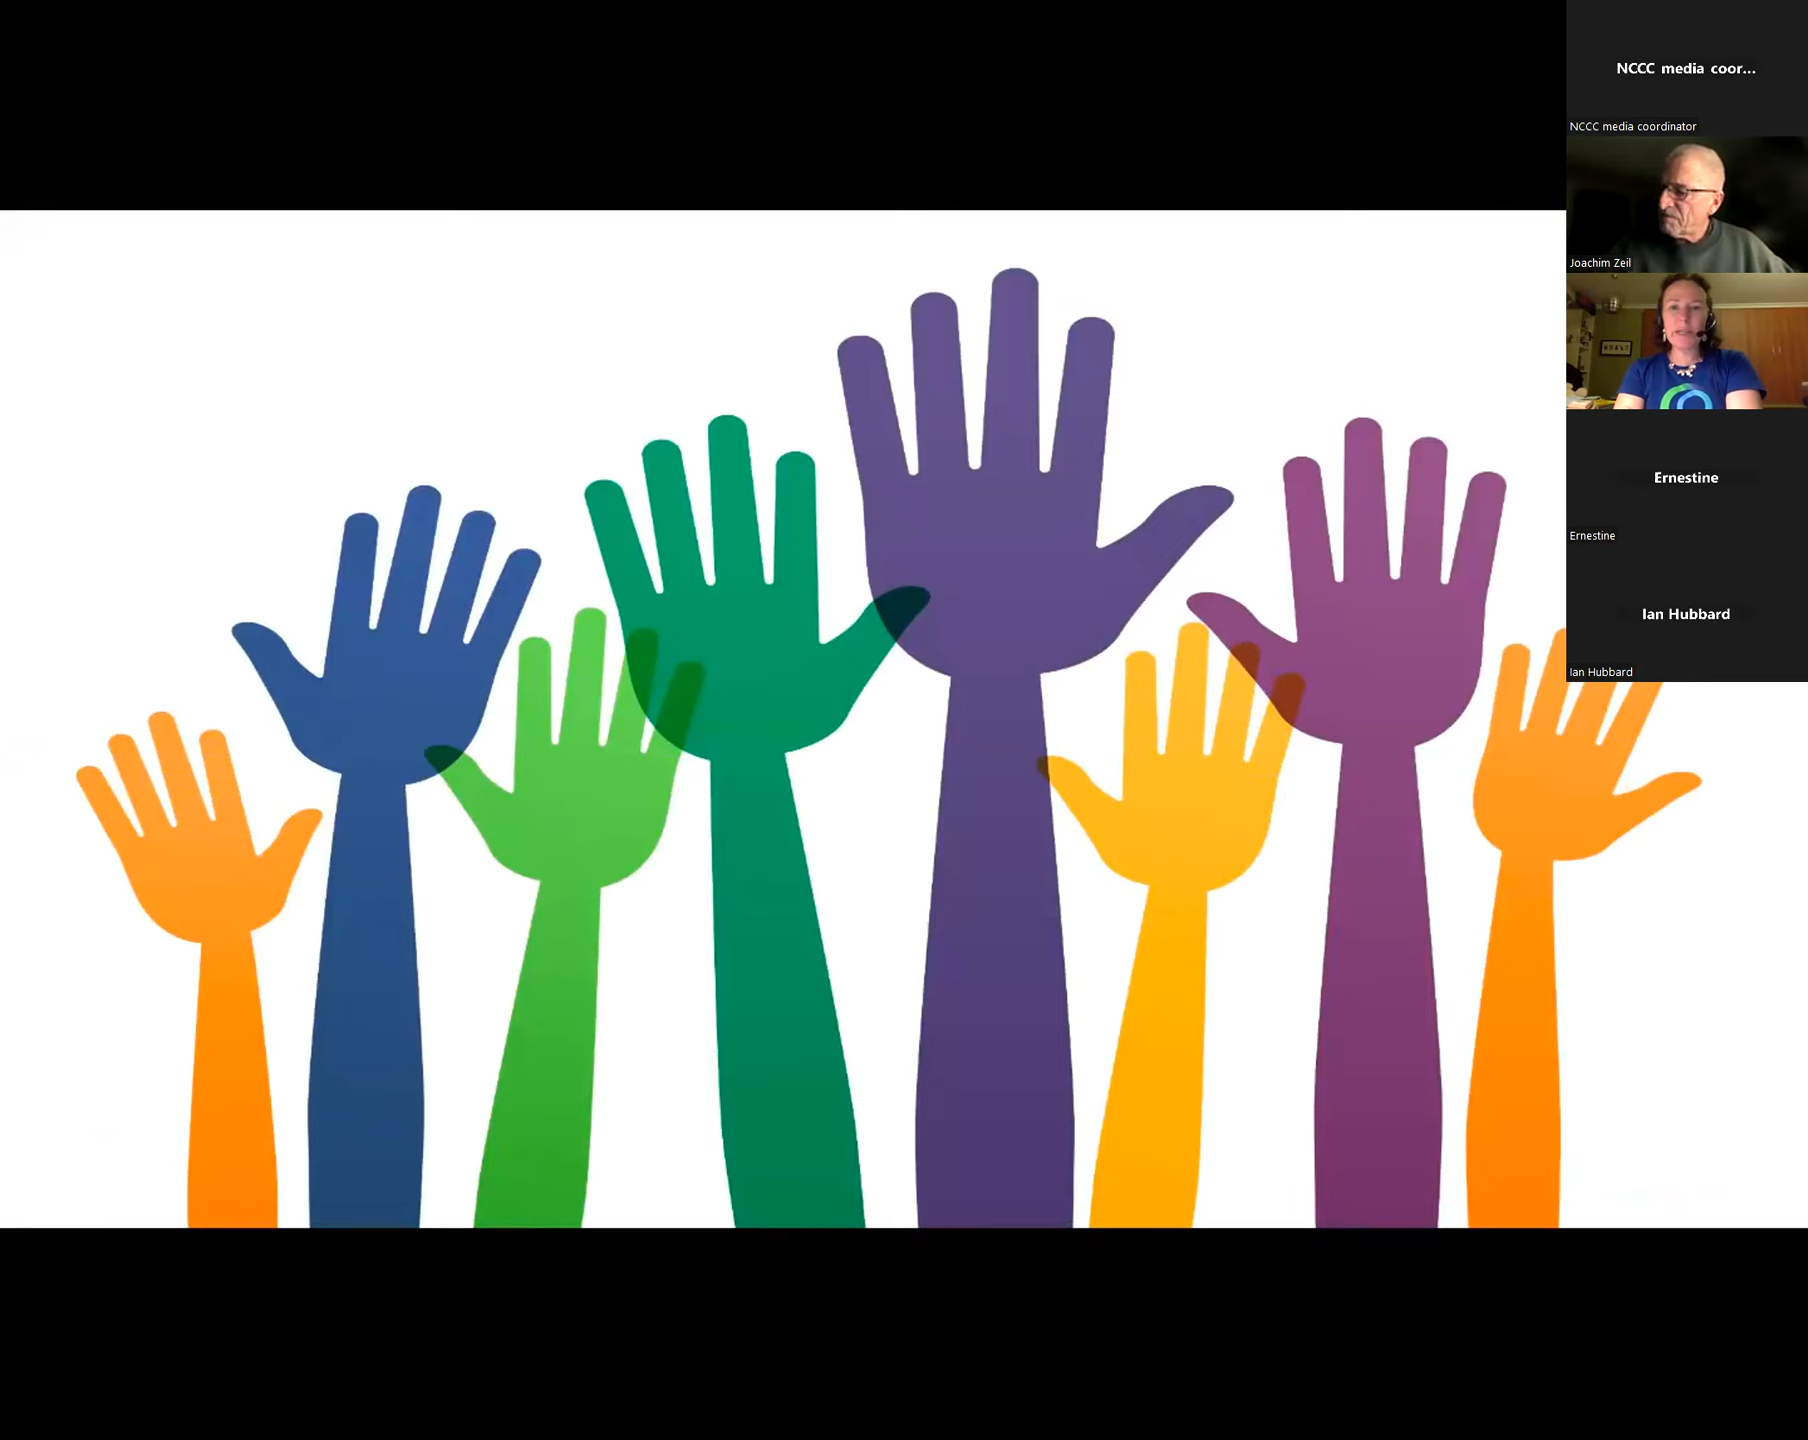 NCCC media coor...
NCCC media coordinator
Joachim Zeil
Ernestine
Ernestine
Ian Hubbard
Ian Hubbard